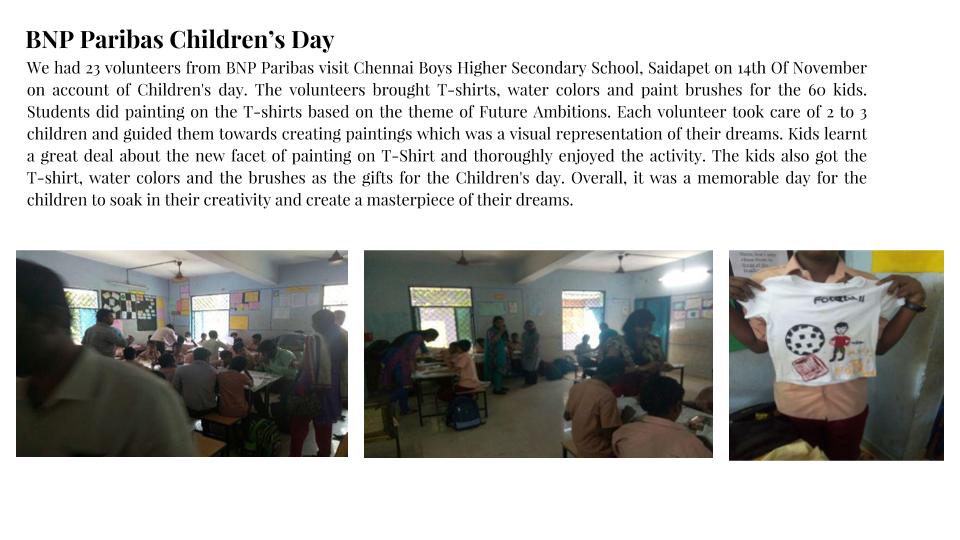 BNP Paribas Children’s Day
We had 23 volunteers from BNP Paribas visit Chennai Boys Higher Secondary School, Saidapet on 14th Of November
on account of Children's day. The volunteers brought T-shirts, water colors and paint brushes for the 60 kids.
Students did painting on the T-shirts based on the theme of Future Ambitions. Each volunteer took care of 2 to 3
children and guided them towards creating paintings which was a visual representation of their dreams. Kids learnt
a great deal about the new facet of painting on T-Shirt and thoroughly enjoyed the activity. The kids also got the
T-shirt, water colors and the brushes as the gifts for the Children's day. Overall, it was a memorable day for the
children to soak in their creativity and create a masterpiece of their dreams.